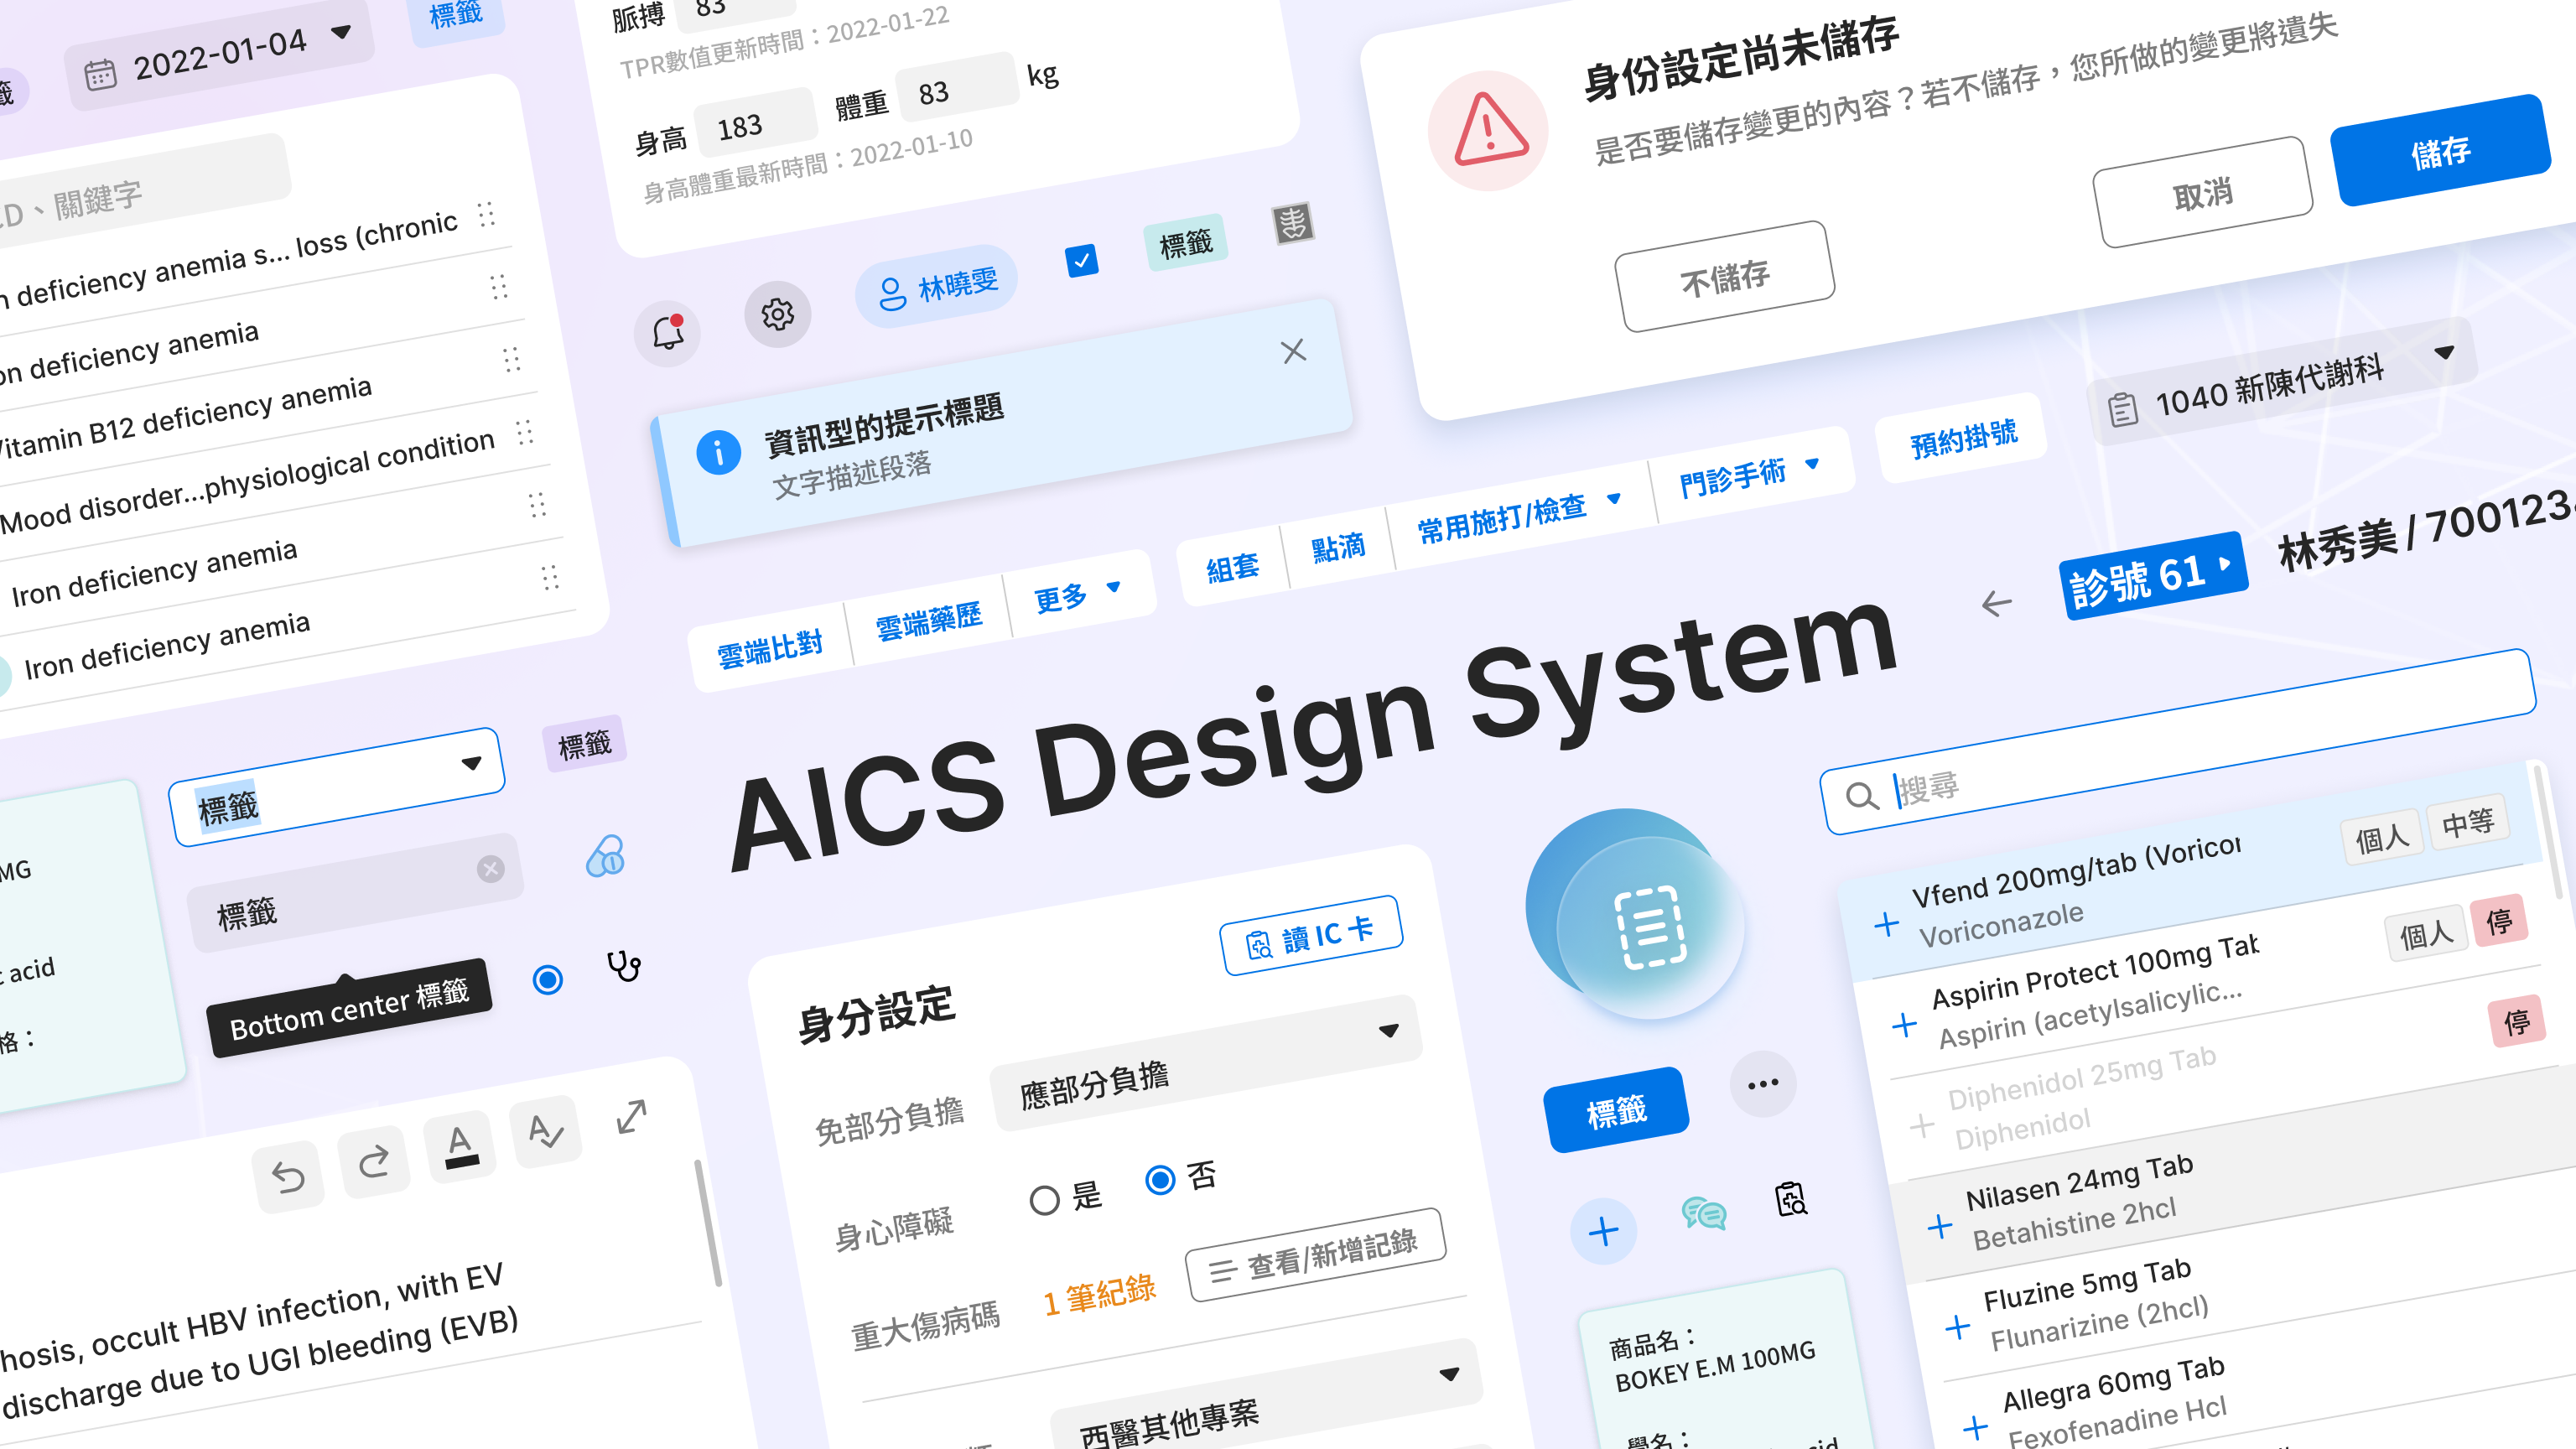 籤
2022-01-04
標籤
CD、關鍵字
n deficiency anemia s... loss (chronic
on deficiency anemia
Vitamin B12 deficiency anemia
Mood disorder...physiological condition
Iron deficiency anemia
Iron deficiency anemia
脈搏 83
TPR數值更新時間：2022-01-22
身高 183 體重 83 kg
身高體重最新時間：2022-01-10
林曉雯
標籤
資訊型的提示標題
文字描述段落
身份設定尚未儲存
是否要儲存變更的內容？若不儲存，您所做的變更將遺失
不儲存
取消
儲存
雲端比對
雲端藥歷
更多
組套
點滴
常用施打/檢查
門診手術
預約掛號
1040 新陳代謝科
AICS Design System
診號 61
林秀美 / 700123
標籤
標籤
標籤
Bottom center 標籤
MG
acid
格：
hosis, occult HBV infection, with EV
discharge due to UGI bleeding (EVB)
身分設定
讀 IC 卡
免部分負擔
應部分負擔
身心障礙
是
否
重大傷病碼
1 筆紀錄
查看/新增記錄
西醫其他專案
標籤
商品名：
BOKEY E.M 100MG
學名：
搜尋
Vfend 200mg/tab (Voricor
Voriconazole
個人
中等
Aspirin Protect 100mg Tab
Aspirin (acetylsalicylic...
個人
停
Diphenidol 25mg Tab
Diphenidol
停
Nilasen 24mg Tab
Betahistine 2hcl
Fluzine 5mg Tab
Flunarizine (2hcl)
Allegra 60mg Tab
Fexofenadine Hcl